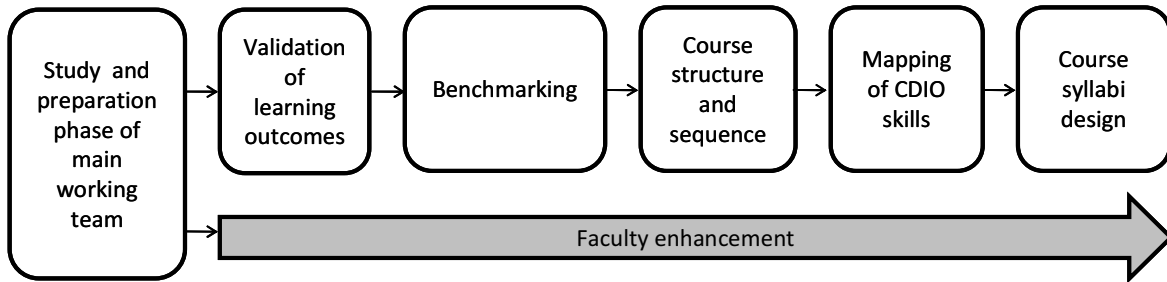 Study and
preparation
phase of
main
working
team
Validation
of
learning
outcomes
Benchmarking
Course
structure
and
sequence
Mapping
of CDIO
skills
Course
syllabi
design
Faculty enhancement